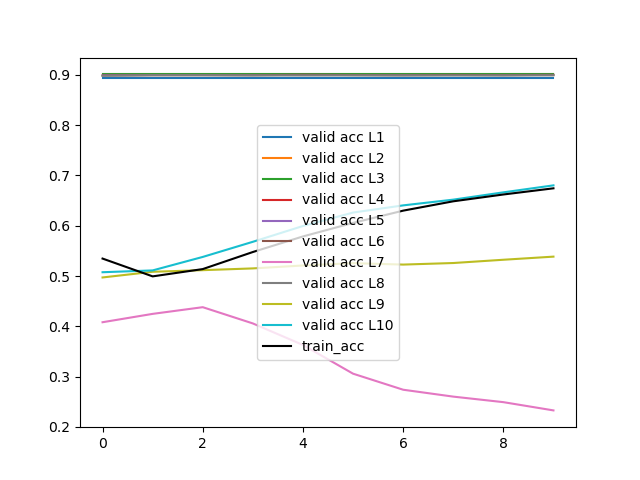 0.9
0.8
0.7
0.6
0.5
0.4
0.3
0.2
valid acc L1
valid acc L2
valid acc L3
valid acc L4
valid acc L5
valid acc L6
valid acc L7
valid acc L8
valid acc L9
valid acc L10
train_acc
0 2 4 6 8